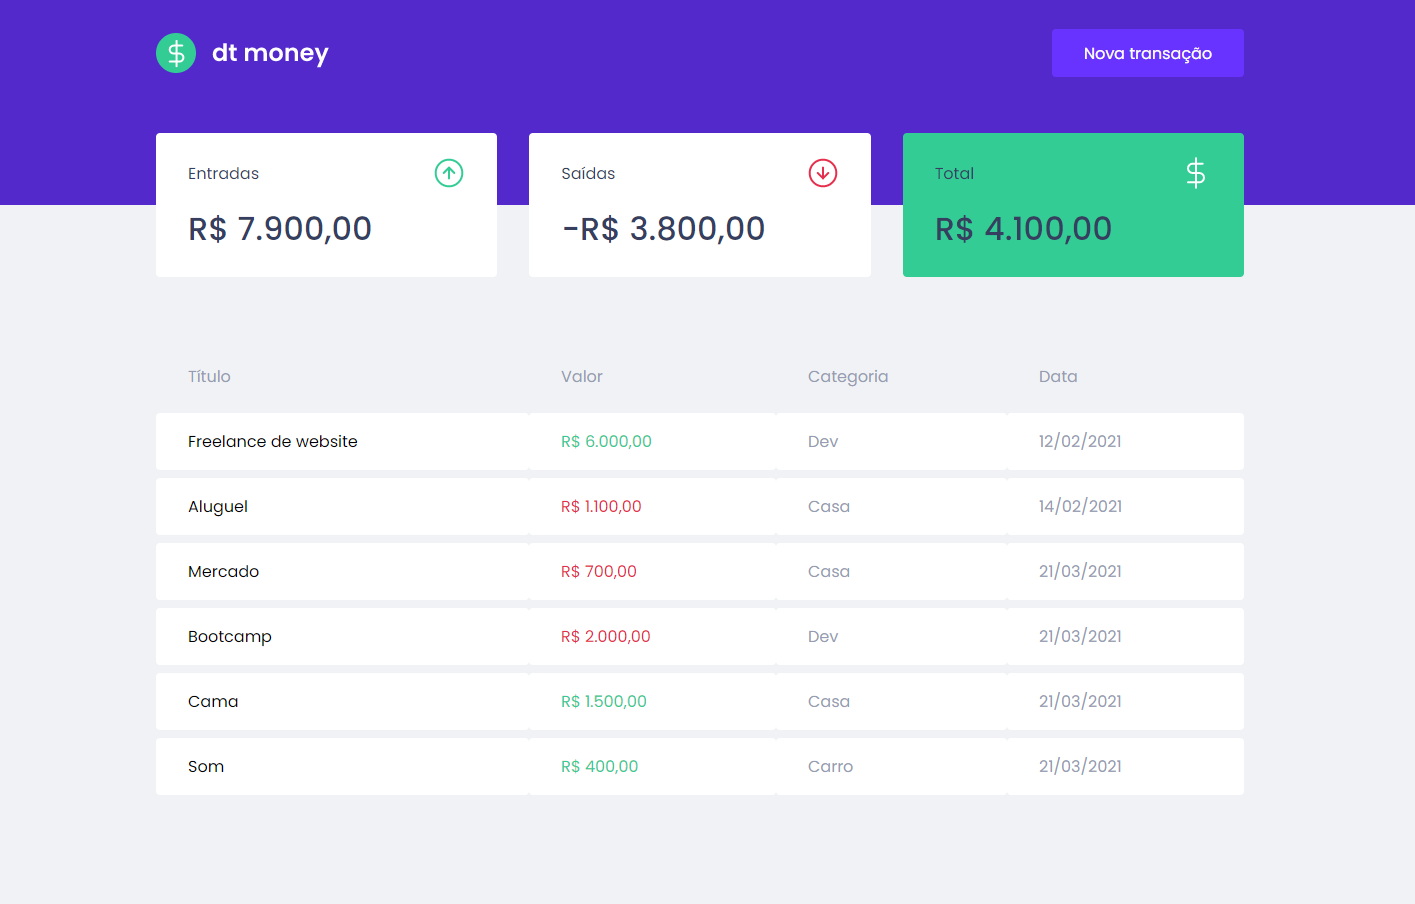 dt money
Nova transação
Entradas
R$ 7.900,00
Saídas
-R$ 3.800,00
Total
R$ 4.100,00
Título Valor Categoria Data
Freelance de website R$ 6.000,00 Dev 12/02/2021
Aluguel R$ 1.100,00 Casa 14/02/2021
Mercado R$ 700,00 Casa 21/03/2021
Bootcamp R$ 2.000,00 Dev 21/03/2021
Cama R$ 1.500,00 Casa 21/03/2021
Som R$ 400,00 Carro 21/03/2021